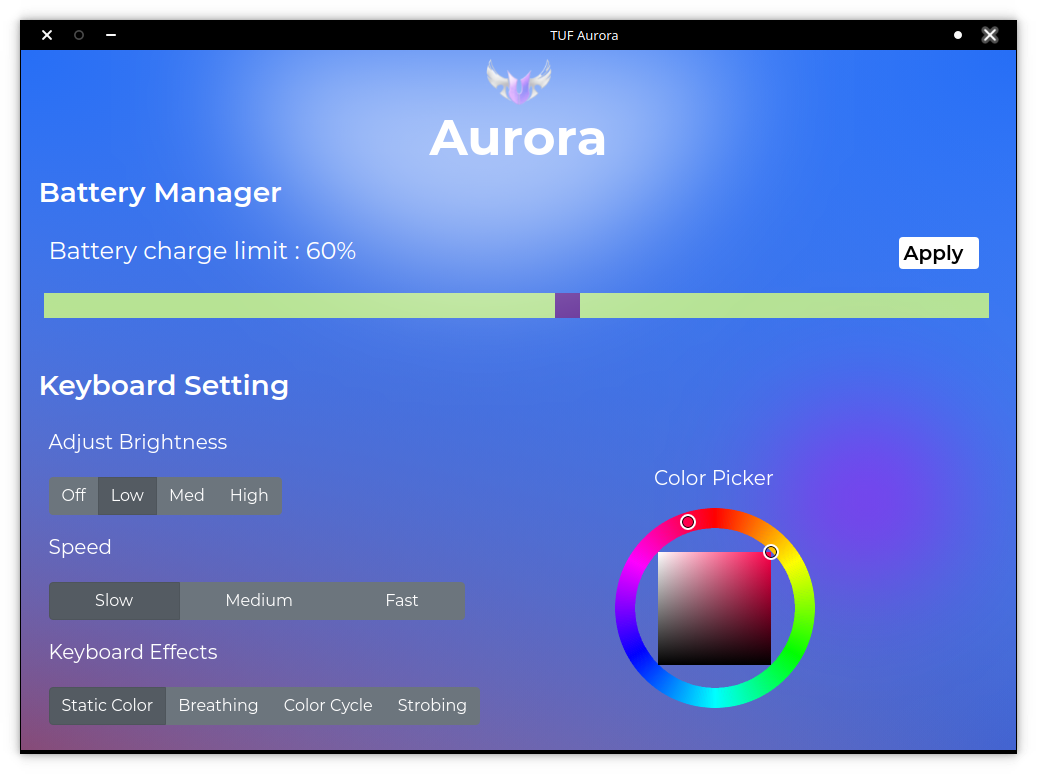 TUF Aurora
Aurora
Battery Manager
Battery charge limit : 60%
Apply
Keyboard Setting
Adjust Brightness
Color Picker
Off Low Med High
Speed
Slow Medium Fast
Keyboard Effects
Static Color Breathing Color Cycle Strobing